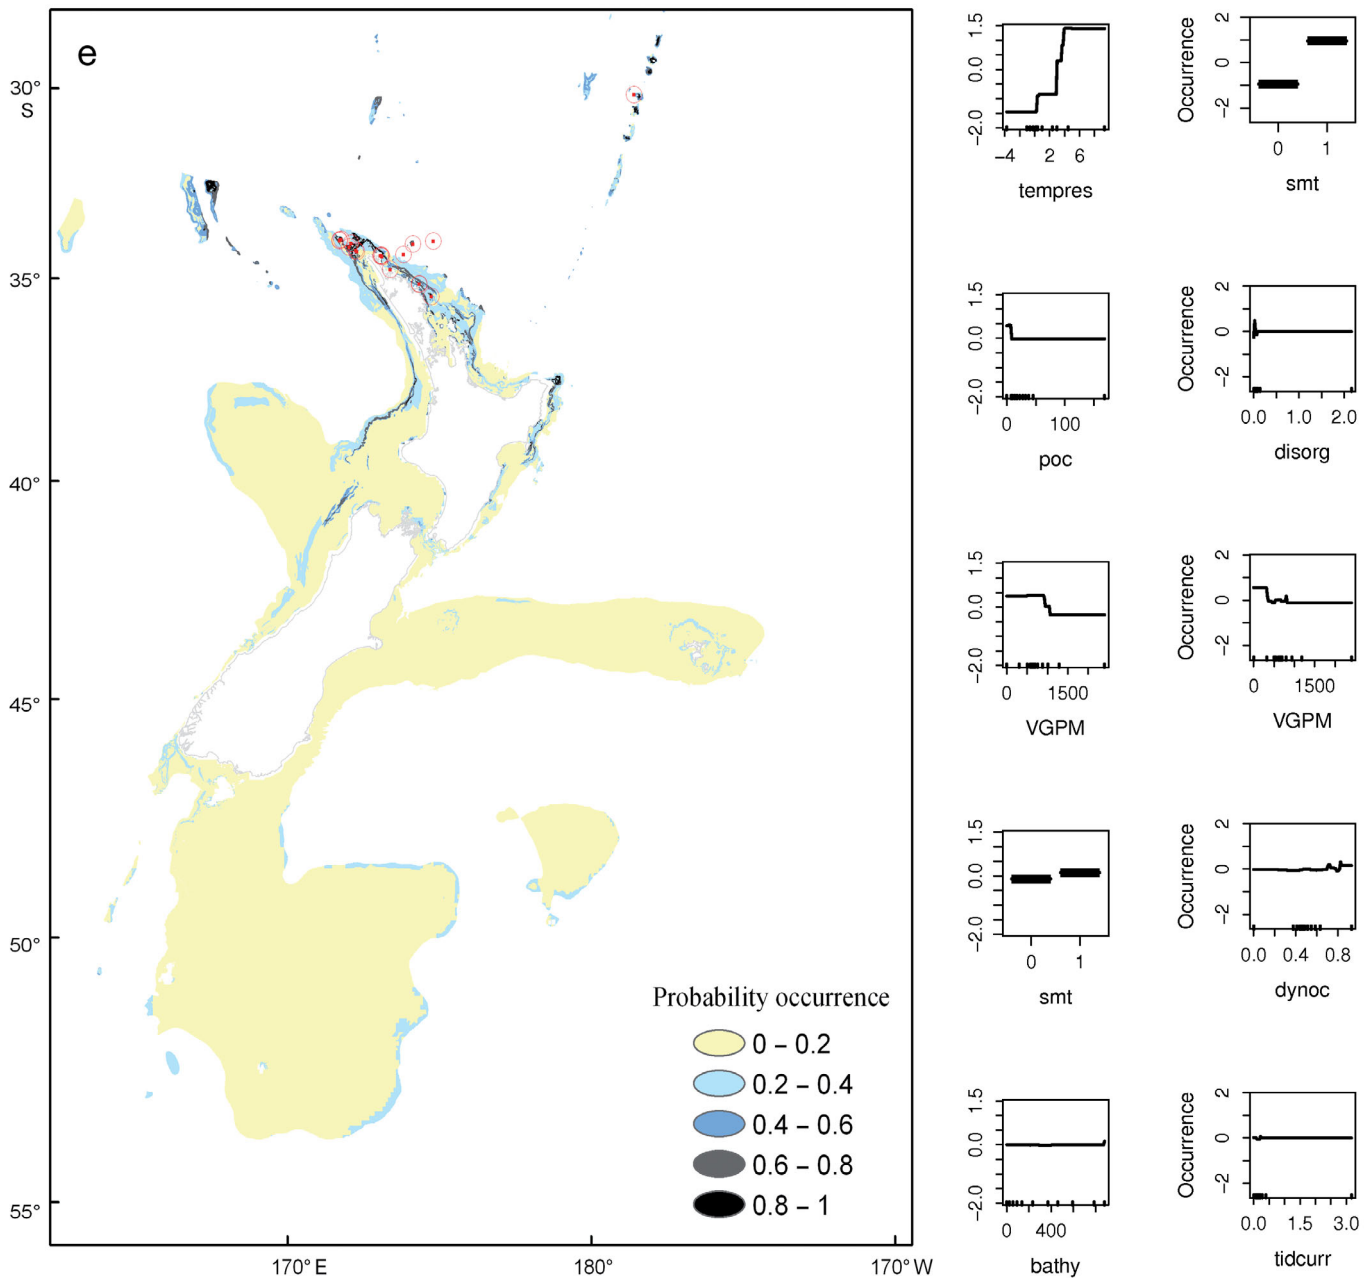 e
30°
S
35°
40°
45°
50°
55°
170° E
180°
170° W
Probability occurrence
0 – 0.2
0.2 – 0.4
0.4 – 0.6
0.6 – 0.8
0.8 – 1
1.5
0.0
−2.0
−4 2 6
tempres
Occurrence
2
0
−2
0 1
smt
1.5
0.0
−2.0
0 100
poc
Occurrence
2
0
−2
0.0 1.0 2.0
disorg
1.5
0.0
−2.0
0 1500
VGPM
Occurrence
2
0
−2
0 1500
VGPM
1.5
0.0
−2.0
0 1
smt
Occurrence
2
0
−2
0.0 0.4 0.8
dynoc
1.5
0.0
−2.0
0 400
bathy
Occurrence
2
0
−2
0.0 1.5 3.0
tidcurr